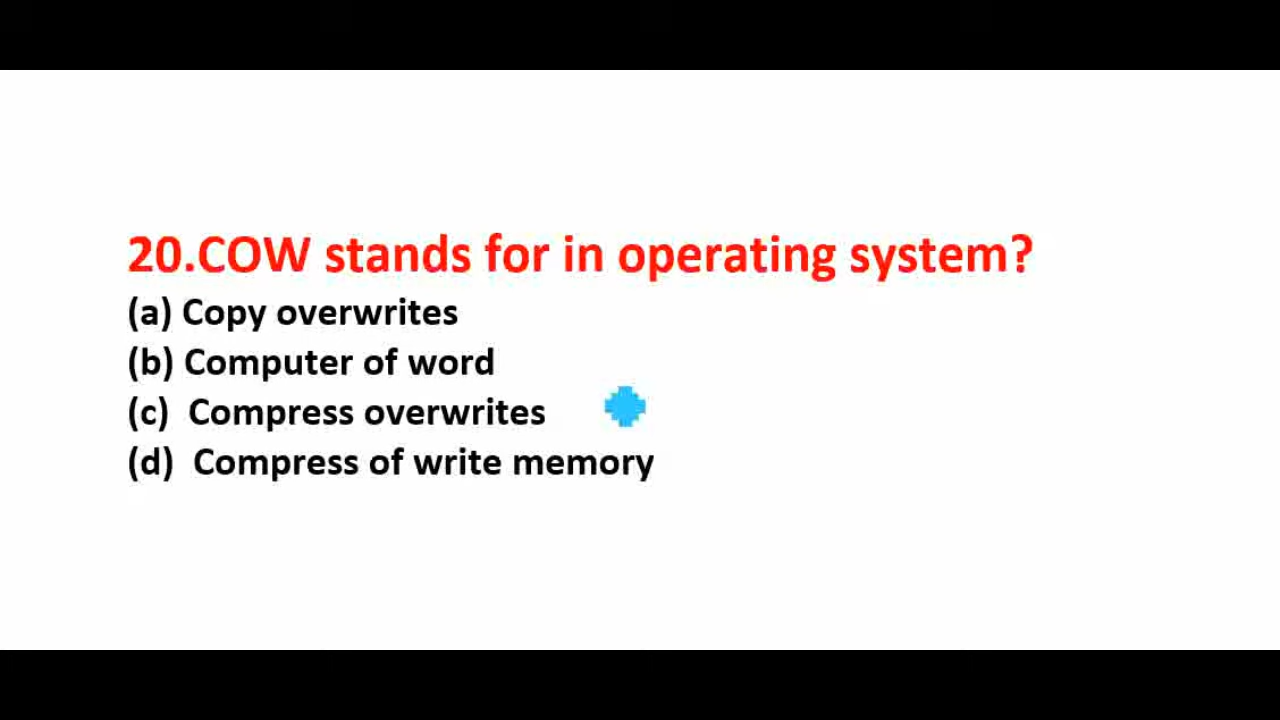 20.COW stands for in operating system?
(a) Copy overwrites
(b) Computer of word
(c) Compress overwrites
(d) Compress of write memory